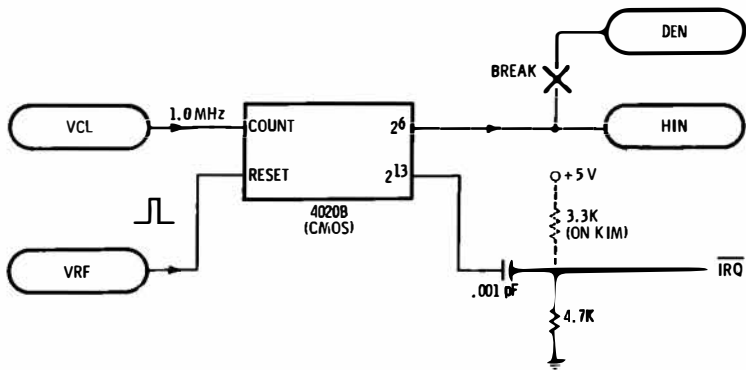 DEN
BREAK
VCL
1.0 MHz
COUNT
2⁶
HIN
RESET
2¹³
+5 V
4020B
(CMOS)
3.3K
(ON KIM)
VRF
.001 pF
IRQ
4.7K